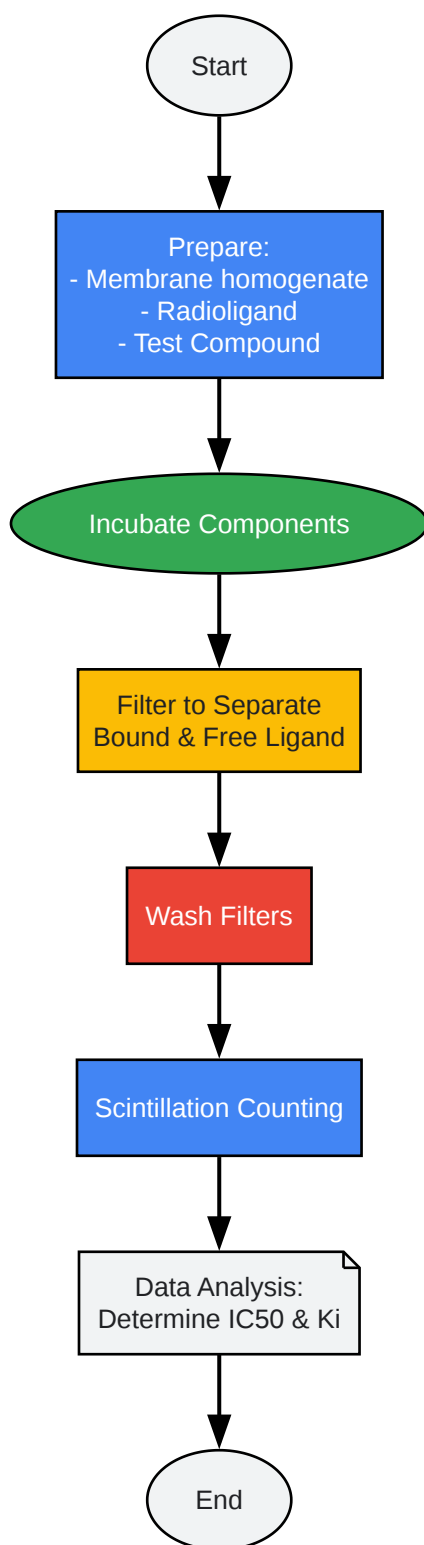 Start
Prepare:
- Membrane homogenate
- Radioligand
- Test Compound
Incubate Components
Filter to Separate
Bound & Free Ligand
Wash Filters
Scintillation Counting
Data Analysis:
Determine IC50 & Ki
End